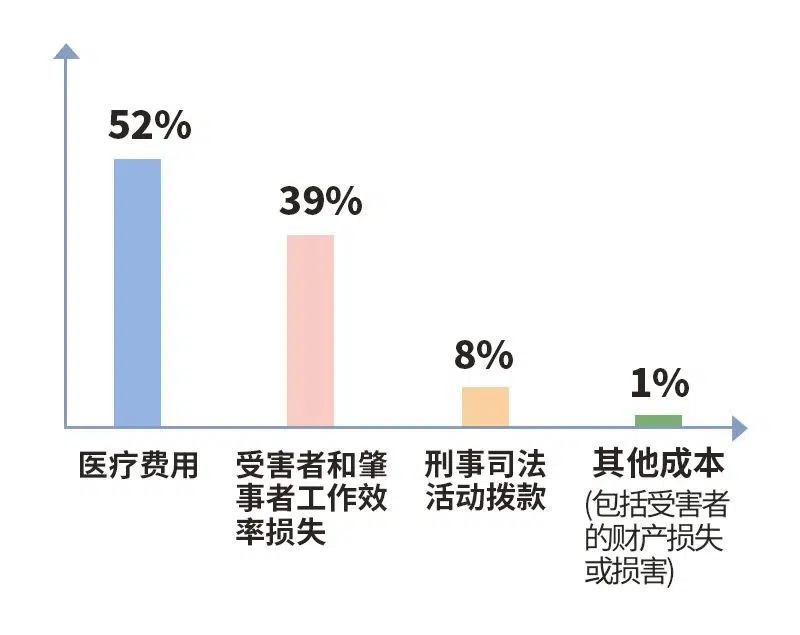 52%
39%
8%
1%
医疗费用
受害者和肇
事者工作效
率损失
刑事司法
活动拨款
其他成本
(包括受害者
的财产损失
或损害)